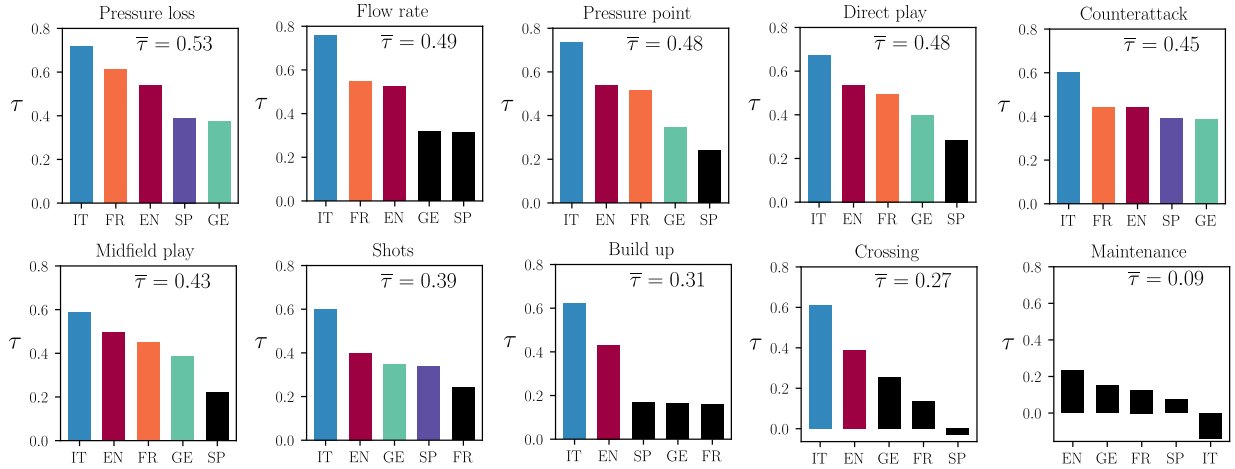 Pressure loss
τ̄ = 0.53
τ
0.8
0.6
0.4
0.2
0.0
IT FR EN SP GE
Flow rate
τ̄ = 0.49
τ
0.8
0.6
0.4
0.2
0.0
IT FR EN GE SP
Pressure point
τ̄ = 0.48
τ
0.8
0.6
0.4
0.2
0.0
IT EN FR GE SP
Direct play
τ̄ = 0.48
τ
0.8
0.6
0.4
0.2
0.0
IT EN FR GE SP
Counterattack
τ̄ = 0.45
τ
0.8
0.6
0.4
0.2
0.0
IT FR EN SP GE
Midfield play
τ̄ = 0.43
τ
0.8
0.6
0.4
0.2
0.0
IT EN FR GE SP
Shots
τ̄ = 0.39
τ
0.8
0.6
0.4
0.2
0.0
IT EN GE SP FR
Build up
τ̄ = 0.31
τ
0.8
0.6
0.4
0.2
0.0
IT EN SP GE FR
Crossing
τ̄ = 0.27
τ
0.8
0.6
0.4
0.2
0.0
IT EN GE FR SP
Maintenance
τ̄ = 0.09
τ
0.8
0.6
0.4
0.2
0.0
EN GE FR SP IT